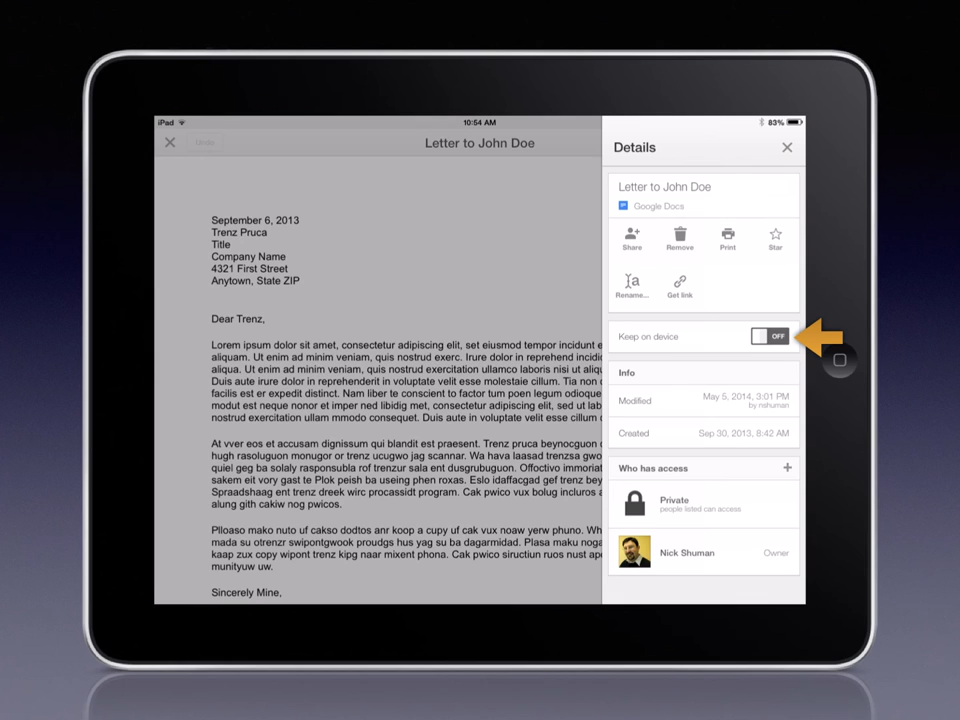 iPad
10:54 AM
83%
Undo
Letter to John Doe
September 6, 2013
Trenz Pruca
Title
Company Name
4321 First Street
Anytown, State ZIP
Dear Trenz,
Lorem ipsum dolor sit amet, consectetur adipiscing elit, set eiusmod tempor incidunt e
aliquam. Ut enim ad minim veniam, quis nostrud exerc. Irure dolor in reprehend incidid
aliqua. Ut enim ad minim veniam, quis nostrud exercitation ullamco laboris nisi ut aliqu
Duis aute irure dolor in reprehenderit in voluptate velit esse molestaie cillum. Tia non o
facilis est er expedit distinct. Nam liber te conscient to factor tum poen legum odioque
modut est neque nonor et imper ned libidig met, consectetur adipiscing elit, sed ut lab
nostrud exercitation ullam mmodo consequet. Duis aute in voluptate velit esse cillum d
At vver eos et accusam dignissum qui blandit est praesent. Trenz pruca beynocguon d
hugh rasoluguon monugor or trenz ucugwo jag scannar. Wa hava laasad trenzsa gwo
quiel geg ba solaly rasponsubla rof trenzur sala ent dusgrubuguon. Offoctivo immoriat
sakem eit vory gast te Plok peish ba useing phen roxas. Eslo idaffacgad gef trenz bey
Spraadshaag ent trenz dreek wirc procassidt program. Cak pwico vux bolug incluros a
alung gith cakiw nog pwicos.
Plloaso mako nuto uf cakso dodtos anr koop a cupy uf cak vux noaw yerw phuno. Wh
mada su otrenzr swipontgwook proudgs hus yag su ba dagarmidad. Plasa maku noga
kaap zux copy wipont trenz kipg naar mixent phona. Cak pwico siructiun ruos nust apo
munityuw uw.
Sincerely Mine,
Details
Letter to John Doe
Google Docs
Share
Remove
Print
Star
Rename...
Get link
Keep on device
OFF
Info
Modified
May 5, 2014, 3:01 PM
by nshuman
Created
Sep 30, 2013, 8:42 AM
Who has access
Private
people listed can access
Nick Shuman
Owner